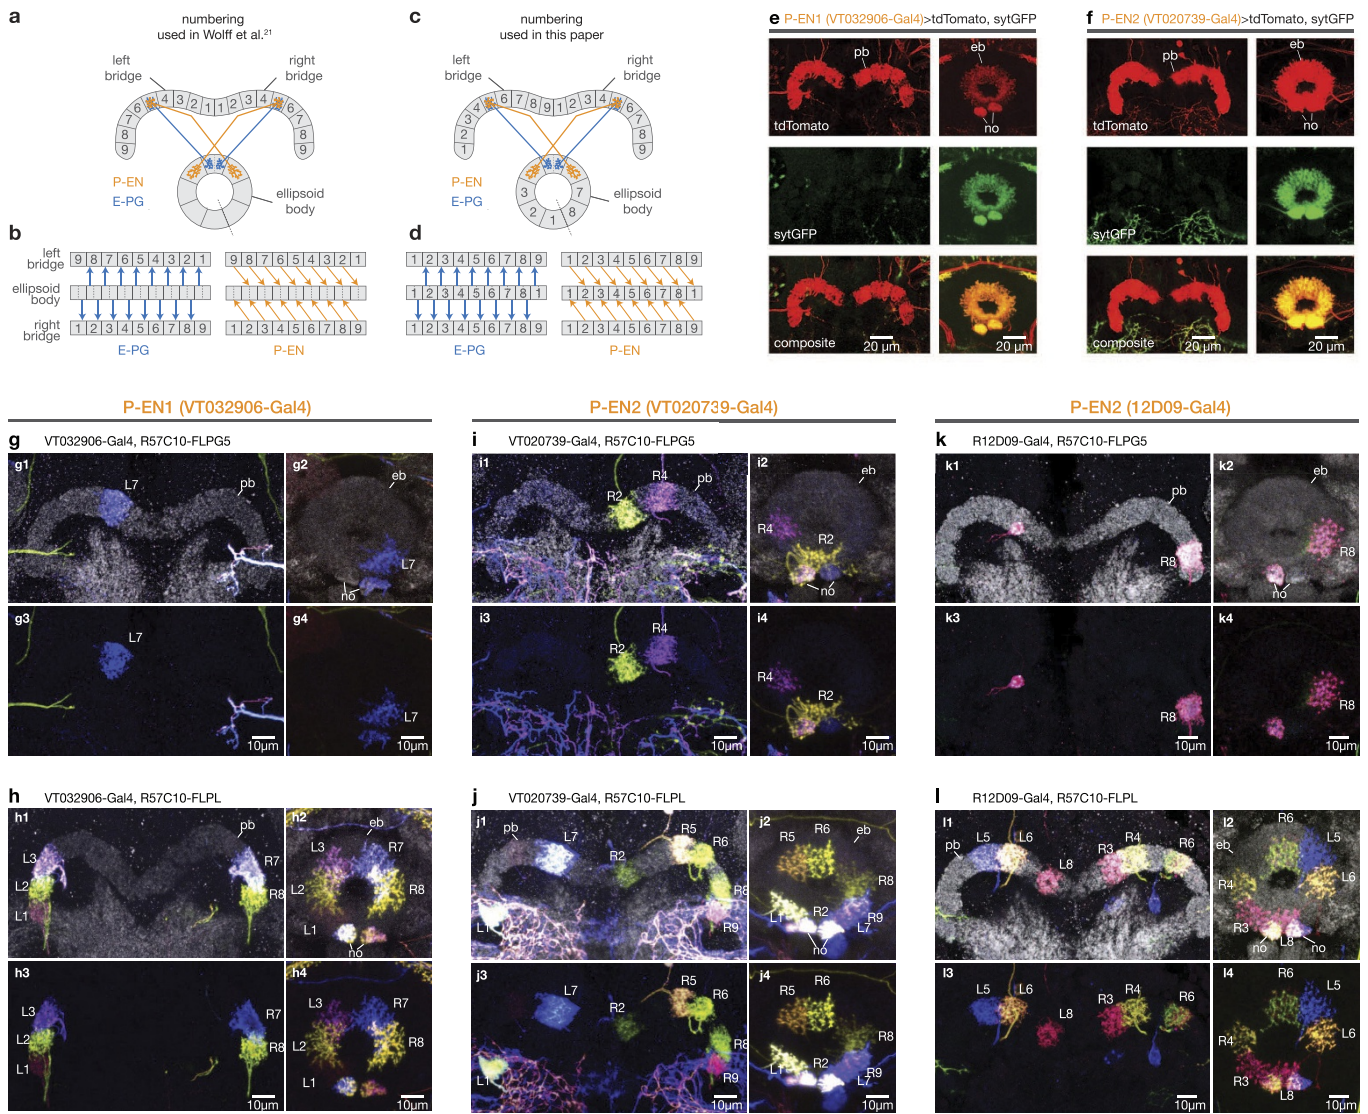 a
numbering
used in Wolff et al.²¹
left
bridge
right
bridge
6 4 3 2 1 1 2 3 4 6
7 7
8 8
9 9
P-EN
E-PG
ellipsoid
body
b
left
bridge
9 8 7 6 5 4 3 2 1
ellipsoid
body
right
bridge
1 2 3 4 5 6 7 8 9
E-PG
P-EN
9 8 7 6 5 4 3 2 1
1 2 3 4 5 6 7 8 9
c
numbering
used in this paper
left
bridge
right
bridge
4 6 7 8 9 1 2 3 4 6
3 7
2 8
1 9
P-EN
E-PG
3 2 1 8 7
ellipsoid
body
d
1 2 3 4 5 6 7 8 9
1 2 3 4 5 6 7 8 1
1 2 3 4 5 6 7 8 9
E-PG
1 2 3 4 5 6 7 8 9
1 2 3 4 5 6 7 8 1
1 2 3 4 5 6 7 8 9
P-EN
e P-EN1 (VT032906-Gal4)>tdTomato, sytGFP
pb
eb
no
tdTomato
sytGFP
composite
20 µm
20 µm
f P-EN2 (VT020739-Gal4)>tdTomato, sytGFP
pb
eb
no
tdTomato
sytGFP
composite
20 µm
20 µm
P-EN1 (VT032906-Gal4)
P-EN2 (VT020739-Gal4)
P-EN2 (12D09-Gal4)
g VT032906-Gal4, R57C10-FLPG5
g1
L7
pb
g2
eb
L7
no
g3
L7
10µm
g4
L7
10µm
i VT020739-Gal4, R57C10-FLPG5
i1
R2
R4
pb
i2
eb
R4
R2
no
i3
R2
R4
10µm
i4
R4
R2
10µm
k R12D09-Gal4, R57C10-FLPG5
k1
pb
R8
k2
eb
R8
no
k3
R8
10µm
k4
R8
10µm
h VT032906-Gal4, R57C10-FLPL
h1
pb
L3
L2
L1
R7
R8
h2
eb
L3
R7
L2
R8
L1
no
h3
L3
L2
L1
R7
R8
10µm
h4
L3
R7
L2
R8
L1
10µm
j VT020739-Gal4, R57C10-FLPL
j1
pb
L7
R2
R5
R6
R8
R9
L1
j2
R5
R6
eb
R8
R9
L1
R2
L7
no
j3
L7
R2
R5
R6
R8
R9
L1
10µm
j4
R5
R6
R8
R9
L1
R2
L7
10µm
l R12D09-Gal4, R57C10-FLPL
l1
pb
L5
L6
L8
R3
R4
R6
l2
R6
eb
L5
L6
R4
R3
no
L8
no
l3
L5
L6
L8
R3
R4
R6
10µm
l4
R6
L5
L6
R4
R3
L8
10µm